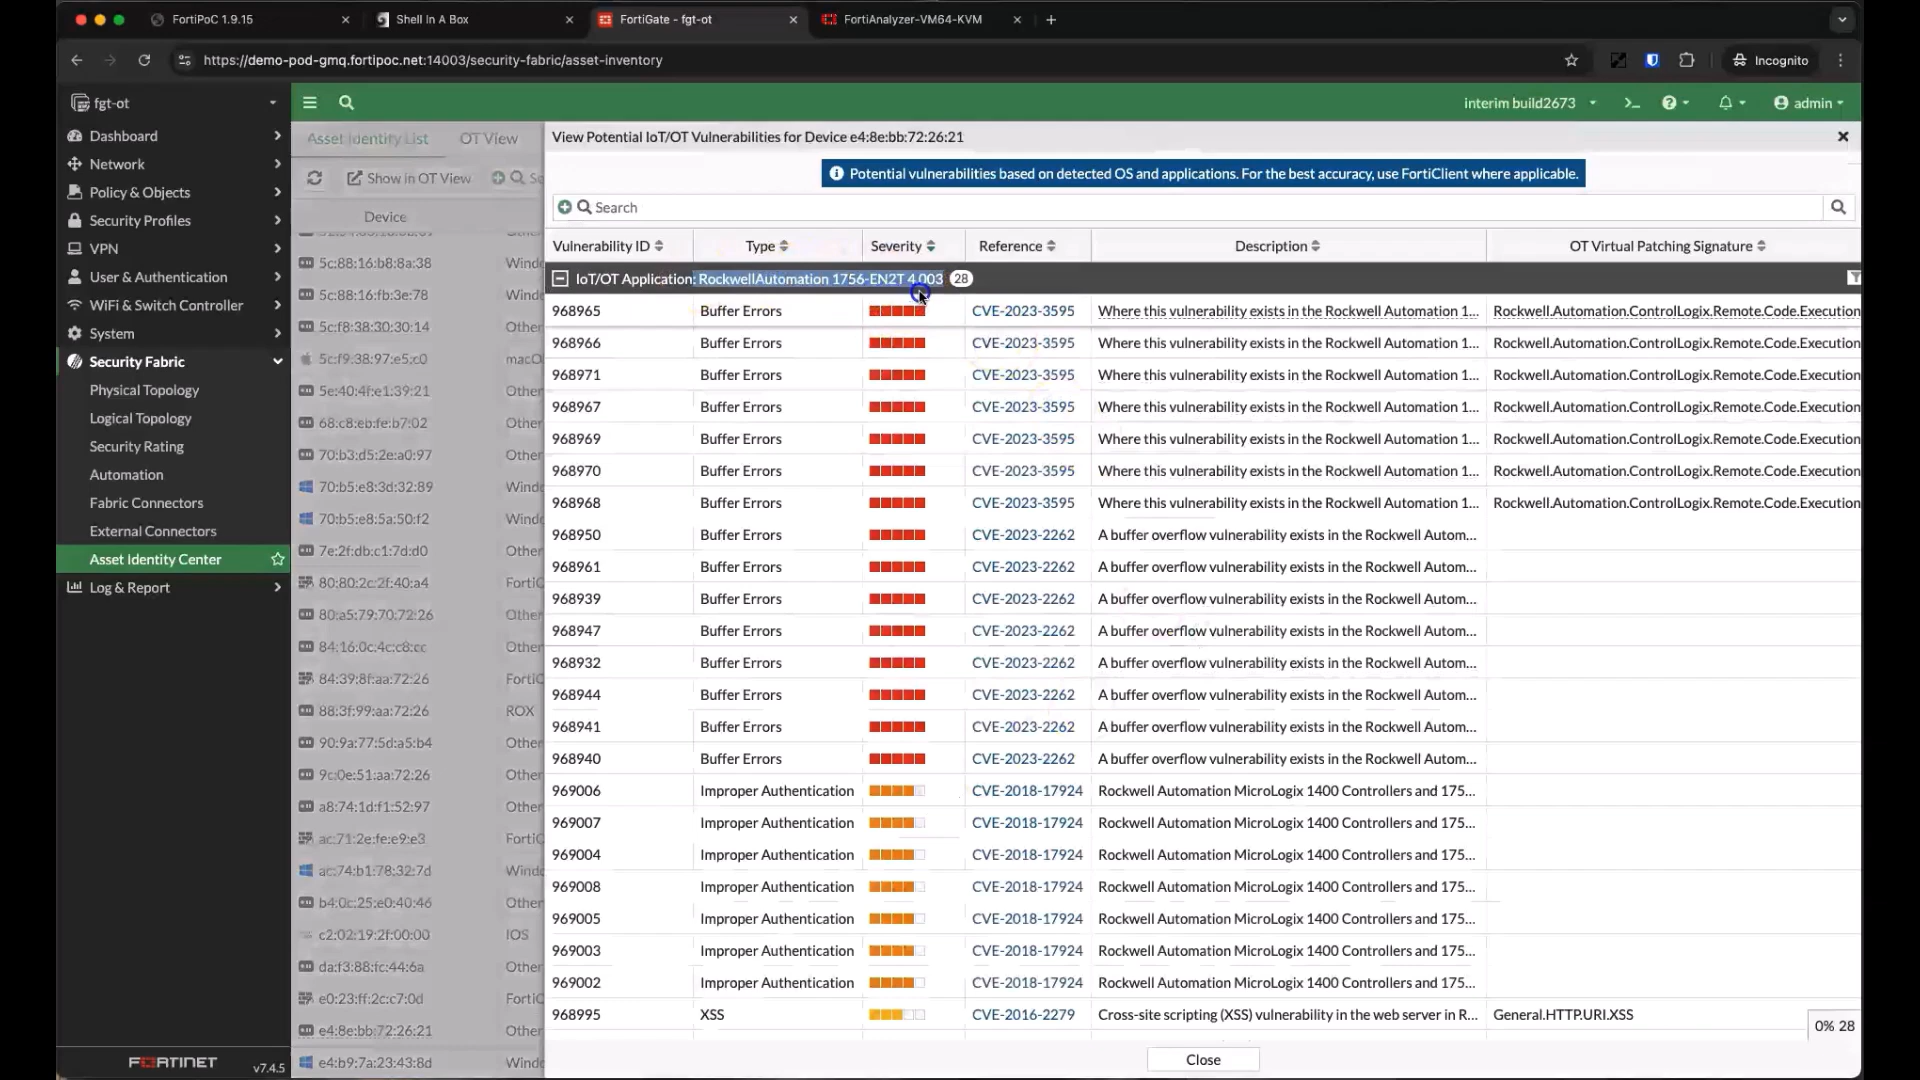 FortiPoC 1.9.15
Shell In A Box
FortiGate - fgt-ot
FortiAnalyzer-VM64-KVM
https://demo-pod-gmq.fortipoc.net:14003/security-fabric/asset-inventory
Incognito
fgt-ot
interim build2673
admin
Dashboard
Network
Policy & Objects
Security Profiles
VPN
User & Authentication
WiFi & Switch Controller
System
Security Fabric
Physical Topology
Logical Topology
Security Rating
Automation
Fabric Connectors
External Connectors
Asset Identity Center
Log & Report
FORTINET
v7.4.5
Asset Identity List
OT View
Show in OT View
Device
5c:88:16:b8:8a:38 Windo
5c:88:16:fb:3e:78 Windo
5c:f8:38:30:30:14 Other
5c:f9:38:97:e5:c0 macO
5e:40:4f:e1:39:21 Other
68:c8:eb:fe:b7:02 Other
70:b3:d5:2e:a0:97 Other
70:b5:e8:3d:32:89 Windo
70:b5:e8:5a:50:f2 Windo
7e:2f:db:c1:7d:d0 Other
80:80:2c:2f:40:a4 FortiC
80:a5:79:70:72:26 Other
84:16:0c:4c:c8:cc Other
84:39:8f:aa:72:26 FortiC
88:3f:99:aa:72:26 ROX
90:9a:77:5d:a5:b4 Other
9c:0e:51:aa:72:26 Other
a8:74:1d:f1:52:97 Other
ac:71:2e:fe:e9:e3 FortiC
ac:74:b1:78:32:7d Windo
b4:0c:25:e0:40:46 Other
c2:02:19:2f:00:00 IOS
da:f3:88:fc:44:6a Other
e0:23:ff:2c:c7:0d FortiC
e4:8e:bb:72:26:21 Other
e4:b9:7a:23:43:8d Windo
View Potential IoT/OT Vulnerabilities for Device e4:8e:bb:72:26:21
Potential vulnerabilities based on detected OS and applications. For the best accuracy, use FortiClient where applicable.
Search
Vulnerability ID Type Severity Reference Description OT Virtual Patching Signature
IoT/OT Application: RockwellAutomation 1756-EN2T 4.003 28
968965 Buffer Errors CVE-2023-3595 Where this vulnerability exists in the Rockwell Automation 1... Rockwell.Automation.ControlLogix.Remote.Code.Execution
968966 Buffer Errors CVE-2023-3595 Where this vulnerability exists in the Rockwell Automation 1... Rockwell.Automation.ControlLogix.Remote.Code.Execution
968971 Buffer Errors CVE-2023-3595 Where this vulnerability exists in the Rockwell Automation 1... Rockwell.Automation.ControlLogix.Remote.Code.Execution
968967 Buffer Errors CVE-2023-3595 Where this vulnerability exists in the Rockwell Automation 1... Rockwell.Automation.ControlLogix.Remote.Code.Execution
968969 Buffer Errors CVE-2023-3595 Where this vulnerability exists in the Rockwell Automation 1... Rockwell.Automation.ControlLogix.Remote.Code.Execution
968970 Buffer Errors CVE-2023-3595 Where this vulnerability exists in the Rockwell Automation 1... Rockwell.Automation.ControlLogix.Remote.Code.Execution
968968 Buffer Errors CVE-2023-3595 Where this vulnerability exists in the Rockwell Automation 1... Rockwell.Automation.ControlLogix.Remote.Code.Execution
968950 Buffer Errors CVE-2023-2262 A buffer overflow vulnerability exists in the Rockwell Autom...
968961 Buffer Errors CVE-2023-2262 A buffer overflow vulnerability exists in the Rockwell Autom...
968939 Buffer Errors CVE-2023-2262 A buffer overflow vulnerability exists in the Rockwell Autom...
968947 Buffer Errors CVE-2023-2262 A buffer overflow vulnerability exists in the Rockwell Autom...
968932 Buffer Errors CVE-2023-2262 A buffer overflow vulnerability exists in the Rockwell Autom...
968944 Buffer Errors CVE-2023-2262 A buffer overflow vulnerability exists in the Rockwell Autom...
968941 Buffer Errors CVE-2023-2262 A buffer overflow vulnerability exists in the Rockwell Autom...
968940 Buffer Errors CVE-2023-2262 A buffer overflow vulnerability exists in the Rockwell Autom...
969006 Improper Authentication CVE-2018-17924 Rockwell Automation MicroLogix 1400 Controllers and 175...
969007 Improper Authentication CVE-2018-17924 Rockwell Automation MicroLogix 1400 Controllers and 175...
969004 Improper Authentication CVE-2018-17924 Rockwell Automation MicroLogix 1400 Controllers and 175...
969008 Improper Authentication CVE-2018-17924 Rockwell Automation MicroLogix 1400 Controllers and 175...
969005 Improper Authentication CVE-2018-17924 Rockwell Automation MicroLogix 1400 Controllers and 175...
969003 Improper Authentication CVE-2018-17924 Rockwell Automation MicroLogix 1400 Controllers and 175...
969002 Improper Authentication CVE-2018-17924 Rockwell Automation MicroLogix 1400 Controllers and 175...
968995 XSS CVE-2016-2279 Cross-site scripting (XSS) vulnerability in the web server in R... General.HTTP.URI.XSS
0% 28
Close